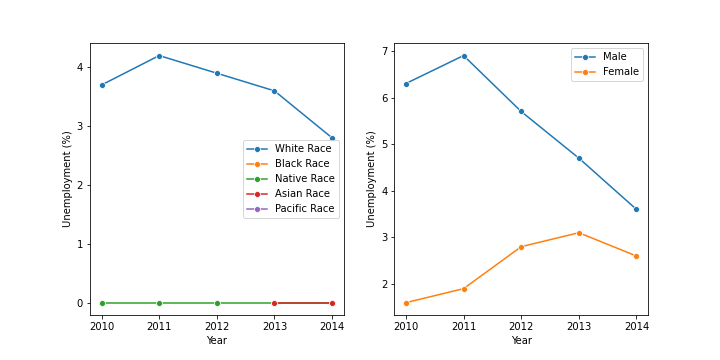 4
3
2
1
0
Unemployment (%)
White Race
Black Race
Native Race
Asian Race
Pacific Race
2010 2011 2012 2013 2014
Year
7
6
5
4
3
2
Unemployment (%)
Male
Female
2010 2011 2012 2013 2014
Year